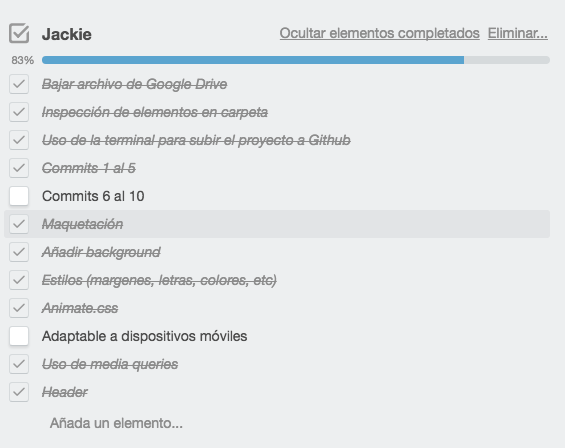 Jackie
Ocultar elementos completados Eliminar...
83%
Bajar archivo de Google Drive
Inspección de elementos en carpeta
Uso de la terminal para subir el proyecto a Github
Commits 1 al 5
Commits 6 al 10
Maquetación
Añadir background
Estilos (margenes, letras, colores, etc)
Animate.css
Adaptable a dispositivos móviles
Uso de media queries
Header
Añada un elemento...